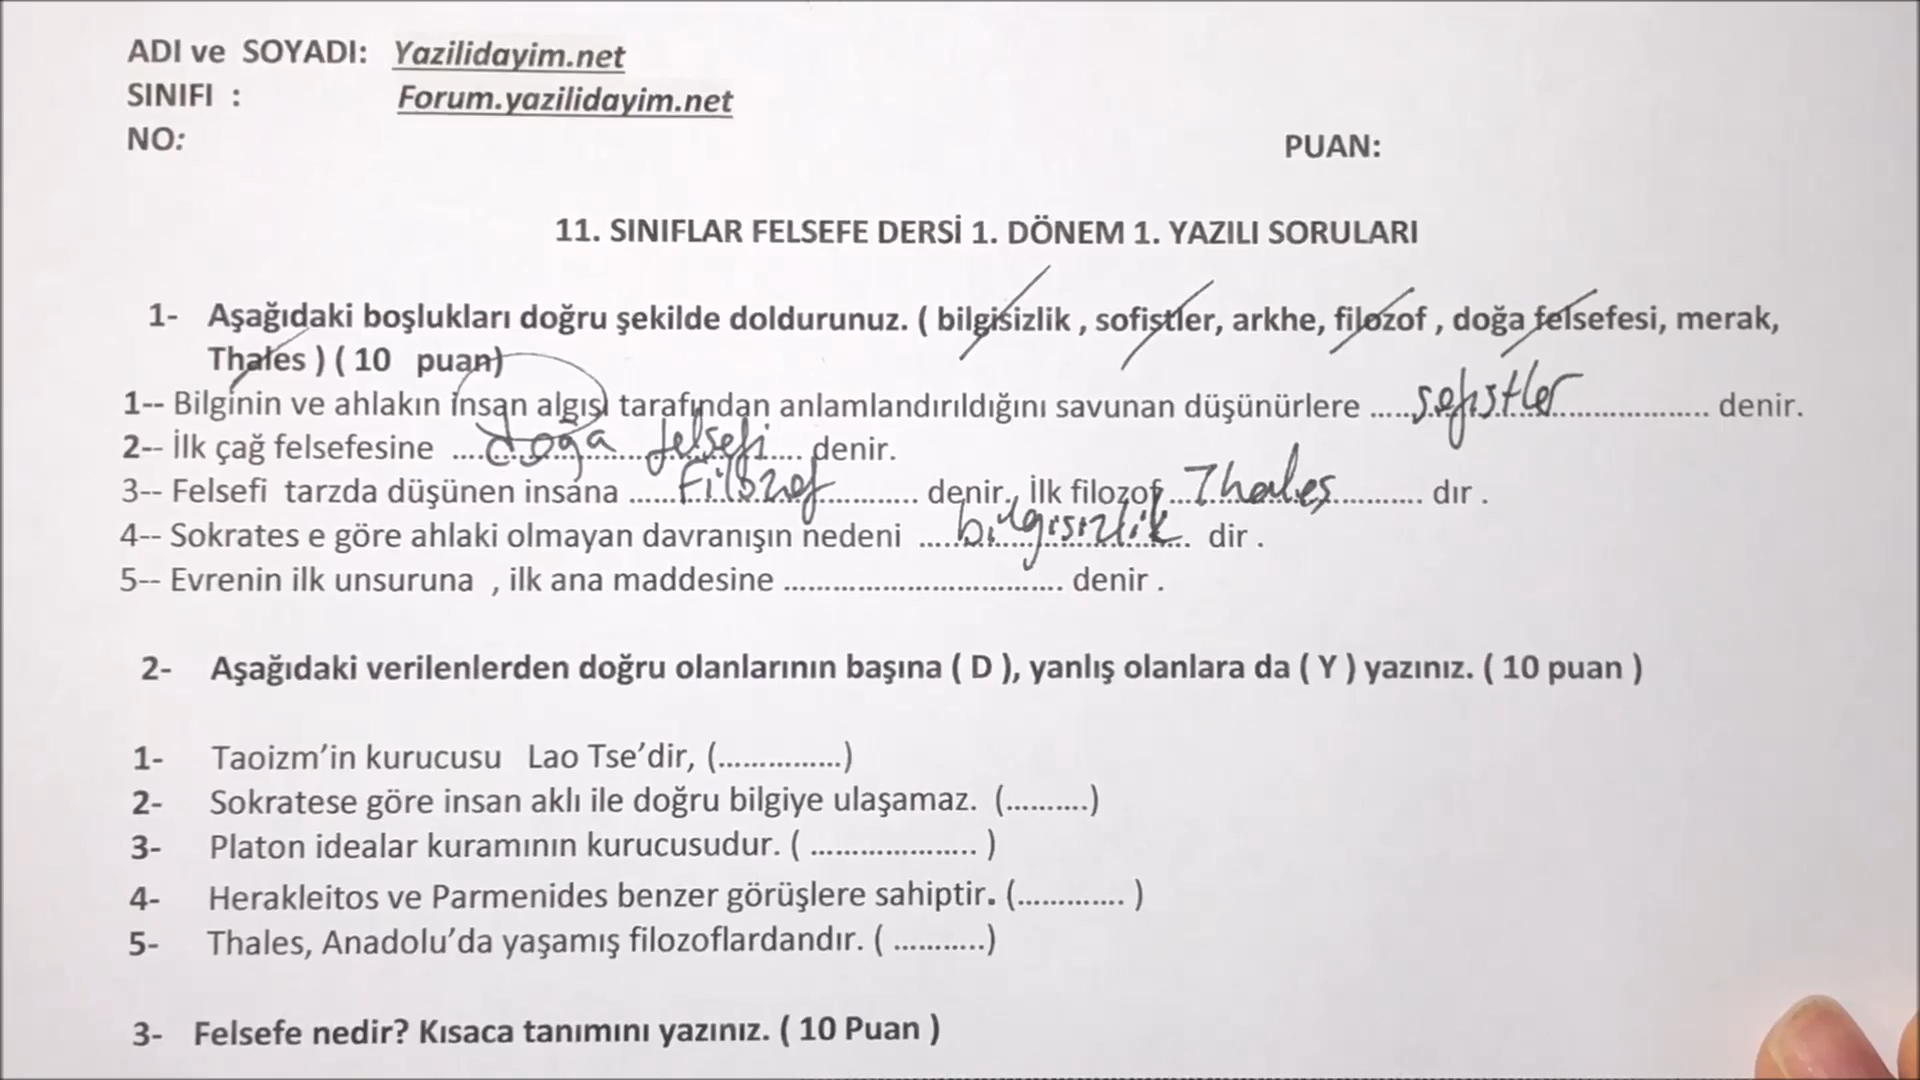 ADI ve SOYADI: Yazilidayim.net
SINIFI : Forum.yazilidayim.net
NO:
PUAN:
11. SINIFLAR FELSEFE DERSİ 1. DÖNEM 1. YAZILI SORULARI
1- Aşağıdaki boşlukları doğru şekilde doldurunuz. ( bilgisizlik , sofistler, arkhe, filozof , doğa felsefesi, merak,
Thales ) ( 10 puan)
1-- Bilginin ve ahlakın insan algısı tarafından anlamlandırıldığını savunan düşünürlere ...... sofistler ...... denir.
2-- İlk çağ felsefesine .... doğa felsefi .... denir.
3-- Felsefi tarzda düşünen insana ...... Filozof ........... denir., İlk filozof ... Thales ............ dır .
4-- Sokrates e göre ahlaki olmayan davranışın nedeni ..... bilgisizlik . dir .
5-- Evrenin ilk unsuruna , ilk ana maddesine .................................. denir .
2- Aşağıdaki verilenlerden doğru olanlarının başına ( D ), yanlış olanlara da ( Y ) yazınız. ( 10 puan )
1- Taoizm’in kurucusu Lao Tse’dir, (...............)
2- Sokratese göre insan aklı ile doğru bilgiye ulaşamaz. (..........)
3- Platon idealar kuramının kurucusudur. ( .................... )
4- Herakleitos ve Parmenides benzer görüşlere sahiptir. (............. )
5- Thales, Anadolu’da yaşamış filozoflardandır. ( ...........)
3- Felsefe nedir? Kısaca tanımını yazınız. ( 10 Puan )